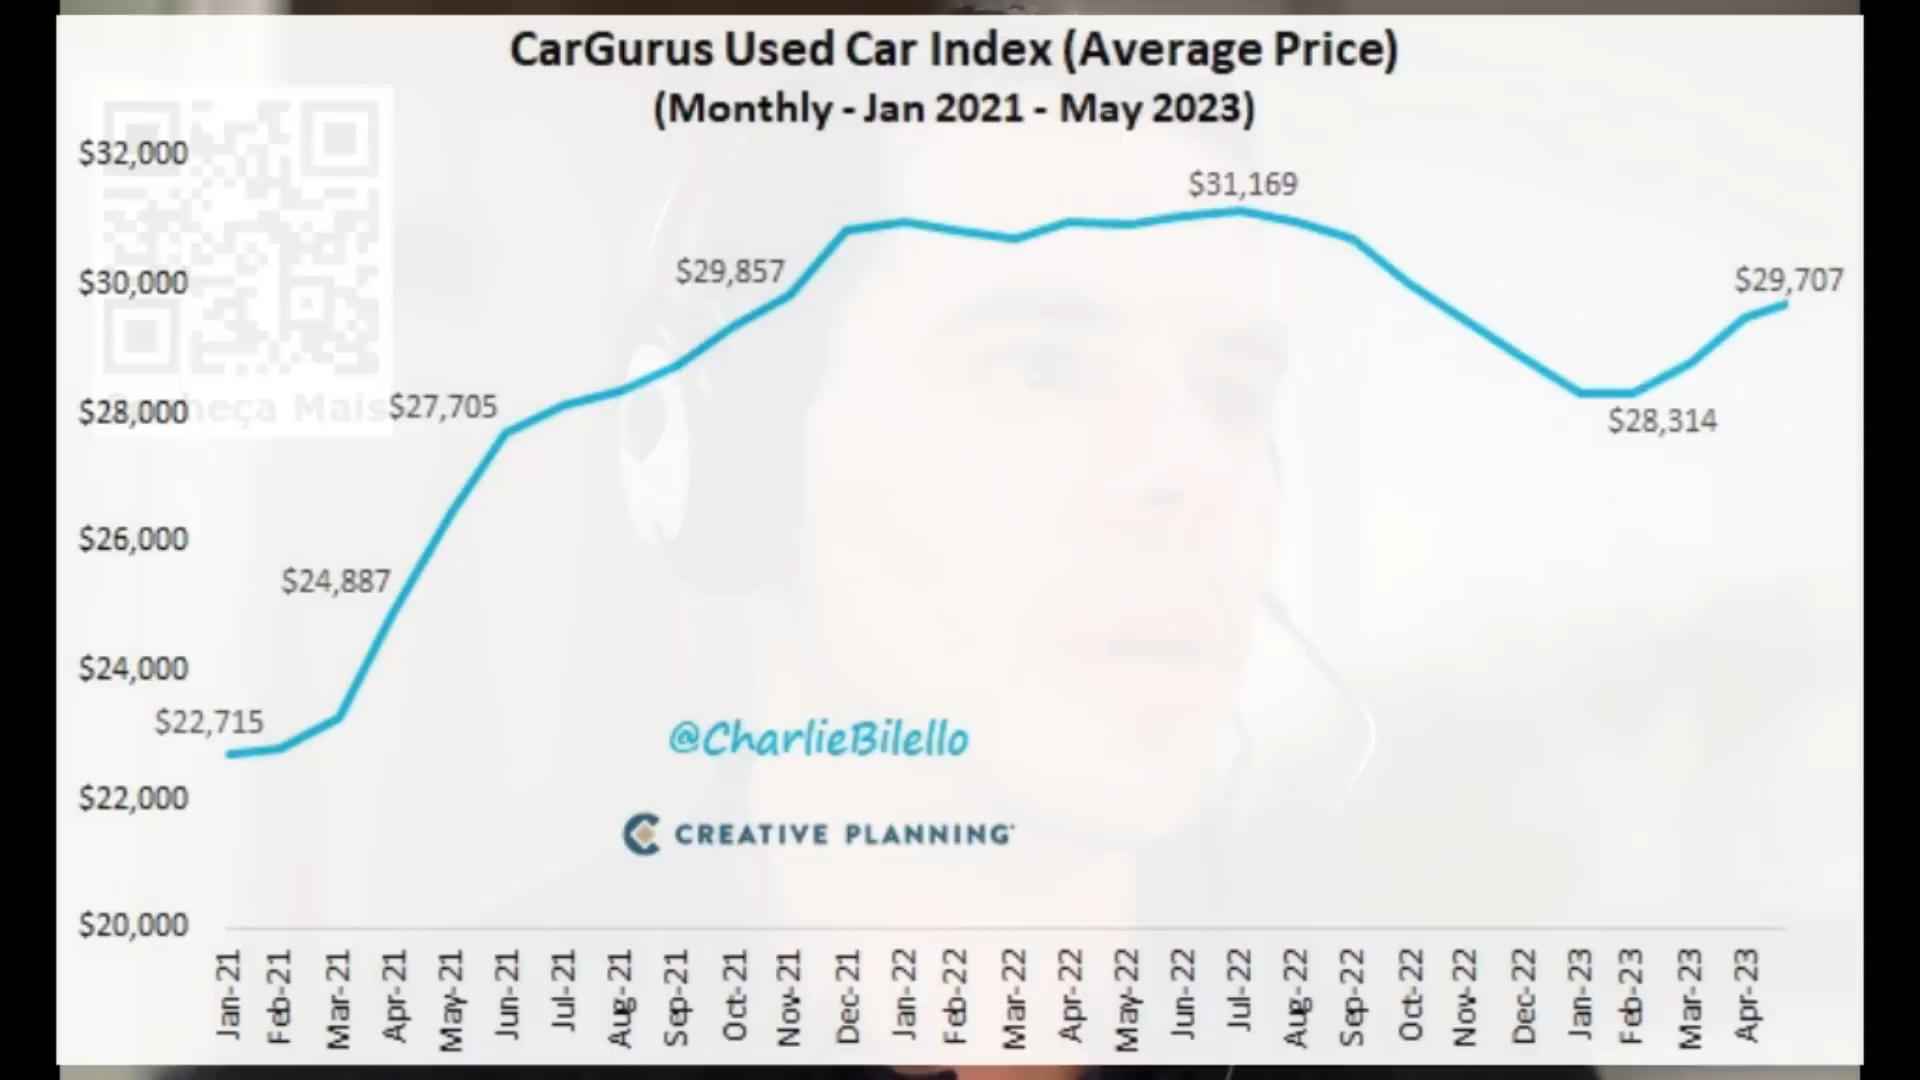 CarGurus Used Car Index (Average Price)
(Monthly - Jan 2021 - May 2023)
$32,000
$30,000
$28,000
$26,000
$24,000
$22,000
$20,000
$22,715
$24,887
$27,705
$29,857
$31,169
$28,314
$29,707
Conheça Mais
@CharlieBilello
CREATIVE PLANNING
Jan-21
Feb-21
Mar-21
Apr-21
May-21
Jun-21
Jul-21
Aug-21
Sep-21
Oct-21
Nov-21
Dec-21
Jan-22
Feb-22
Mar-22
Apr-22
May-22
Jun-22
Jul-22
Aug-22
Sep-22
Oct-22
Nov-22
Dec-22
Jan-23
Feb-23
Mar-23
Apr-23